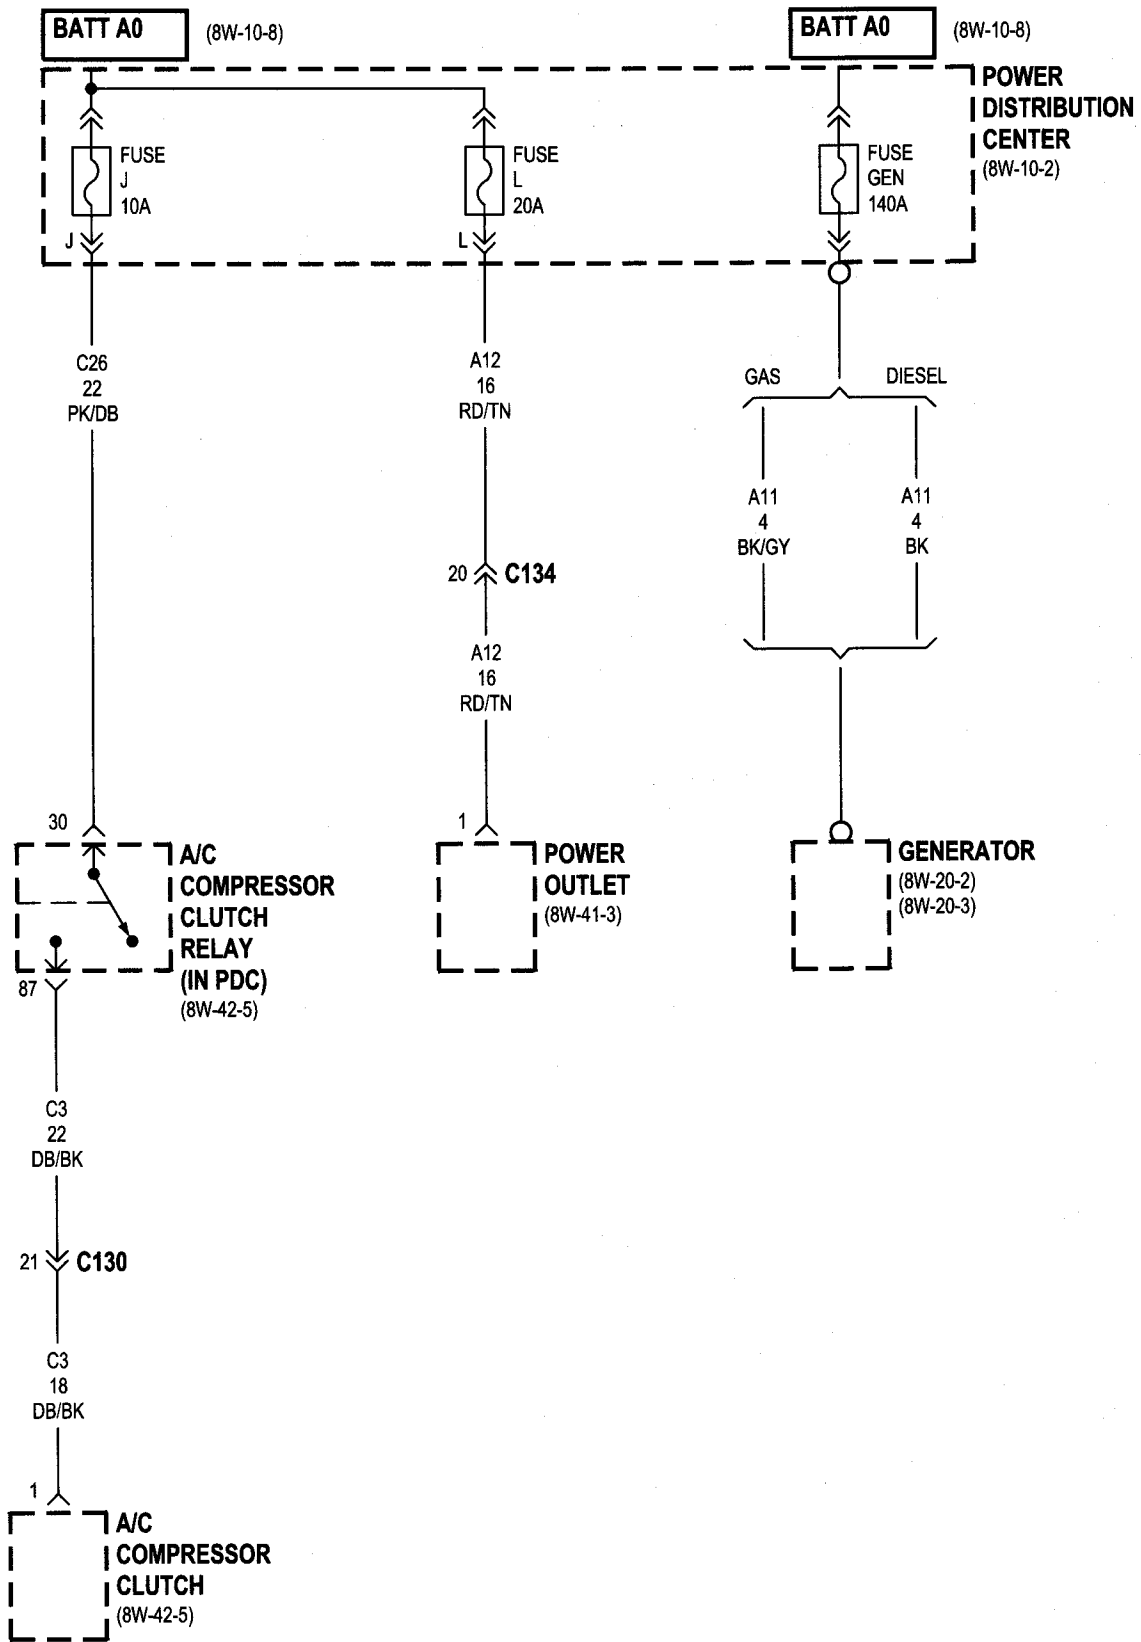 BATT A0
(8W-10-8)
BATT A0
(8W-10-8)
POWER
DISTRIBUTION
CENTER
(8W-10-2)
FUSE
J
10A
J
FUSE
L
20A
L
FUSE
GEN
140A
C26
22
PK/DB
A12
16
RD/TN
GAS
DIESEL
A11
4
BK/GY
A11
4
BK
20
C134
A12
16
RD/TN
30
A/C
COMPRESSOR
CLUTCH
RELAY
(IN PDC)
(8W-42-5)
87
1
POWER
OUTLET
(8W-41-3)
GENERATOR
(8W-20-2)
(8W-20-3)
C3
22
DB/BK
21
C130
C3
18
DB/BK
1
A/C
COMPRESSOR
CLUTCH
(8W-42-5)